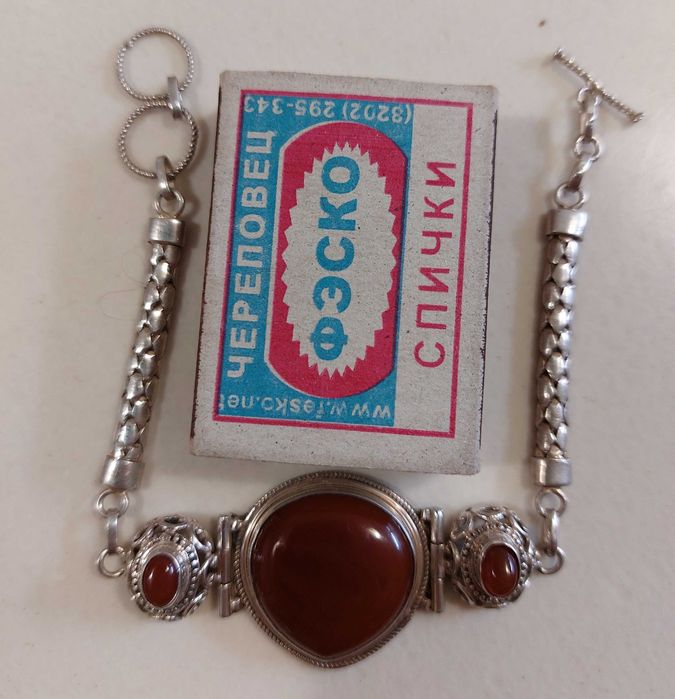 ЧЕРЕПОВЕЦ
(8202) 295-343
ФЭСКО
www.fesko.net
СПИЧКИ